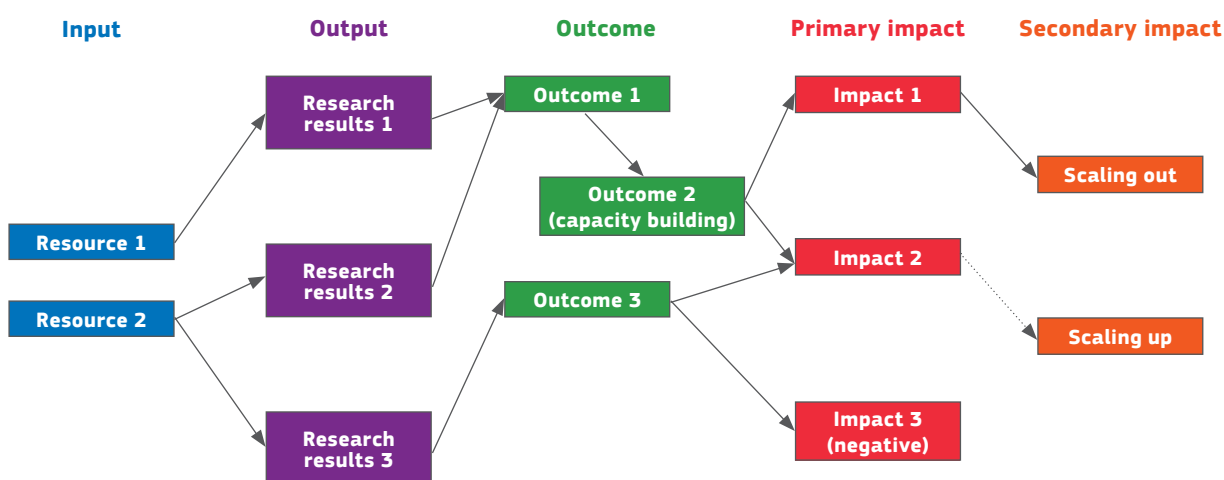 Input
Output
Outcome
Primary impact
Secondary impact
Resource 1
Resource 2
Research
results 1
Research
results 2
Research
results 3
Outcome 1
Outcome 2
(capacity building)
Outcome 3
Impact 1
Impact 2
Impact 3
(negative)
Scaling out
Scaling up